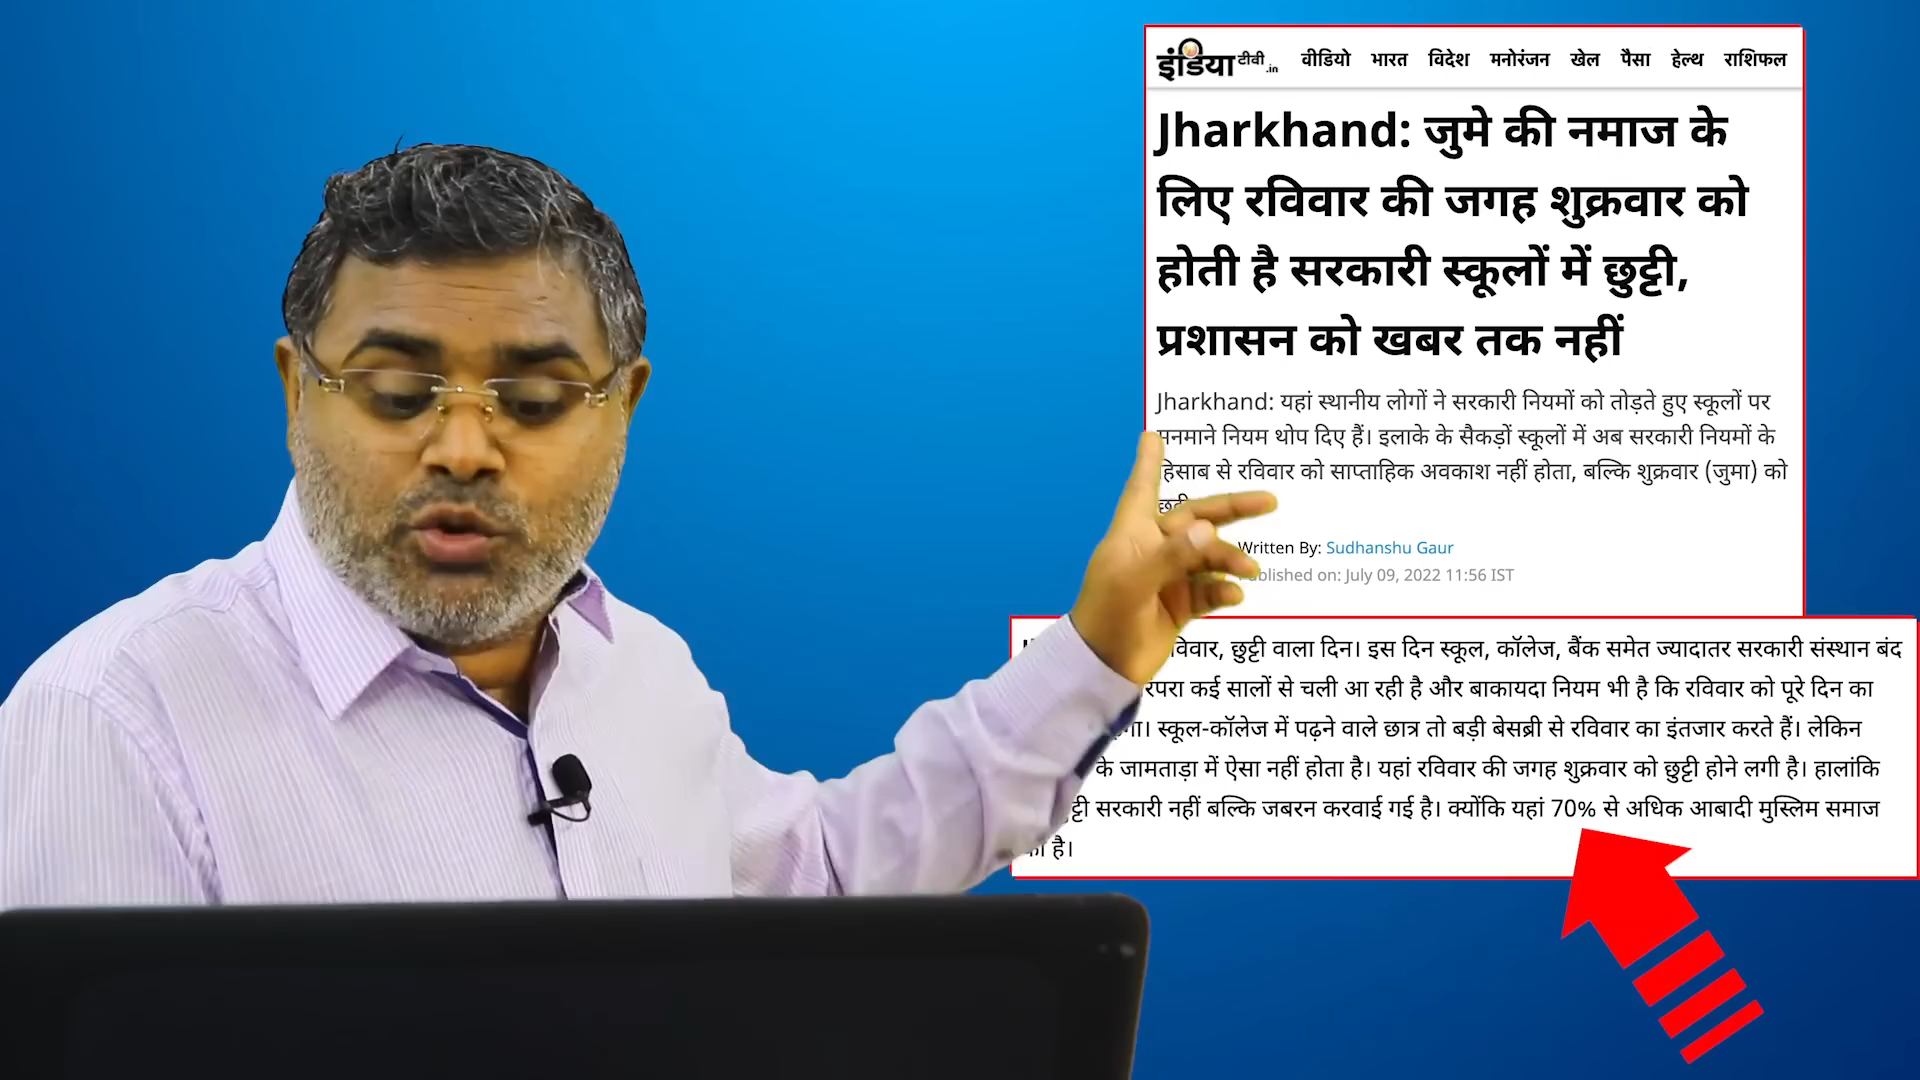 इंडिया टीवी .in वीडियो भारत विदेश मनोरंजन खेल पैसा हेल्थ राशिफल
Jharkhand: जुमे की नमाज के
लिए रविवार की जगह शुक्रवार को
होती है सरकारी स्कूलों में छुट्टी,
प्रशासन को खबर तक नहीं
Jharkhand: यहां स्थानीय लोगों ने सरकारी नियमों को तोड़ते हुए स्कूलों पर
मनमाने नियम थोप दिए हैं। इलाके के सैकड़ों स्कूलों में अब सरकारी नियमों के
हिसाब से रविवार को साप्ताहिक अवकाश नहीं होता, बल्कि शुक्रवार (जुमा) को
Written By: Sudhanshu Gaur
Published on: July 09, 2022 11:56 IST
छुट्टी वाला दिन। इस दिन स्कूल, कॉलेज, बैंक समेत ज्यादातर सरकारी संस्थान बंद
कई सालों से चली आ रही है और बाकायदा नियम भी है कि रविवार को पूरे दिन का
स्कूल-कॉलेज में पढ़ने वाले छात्र तो बड़ी बेसब्री से रविवार का इंतजार करते हैं। लेकिन
के जामताड़ा में ऐसा नहीं होता है। यहां रविवार की जगह शुक्रवार को छुट्टी होने लगी है। हालांकि
सरकारी नहीं बल्कि जबरन करवाई गई है। क्योंकि यहां 70% से अधिक आबादी मुस्लिम समाज
है।